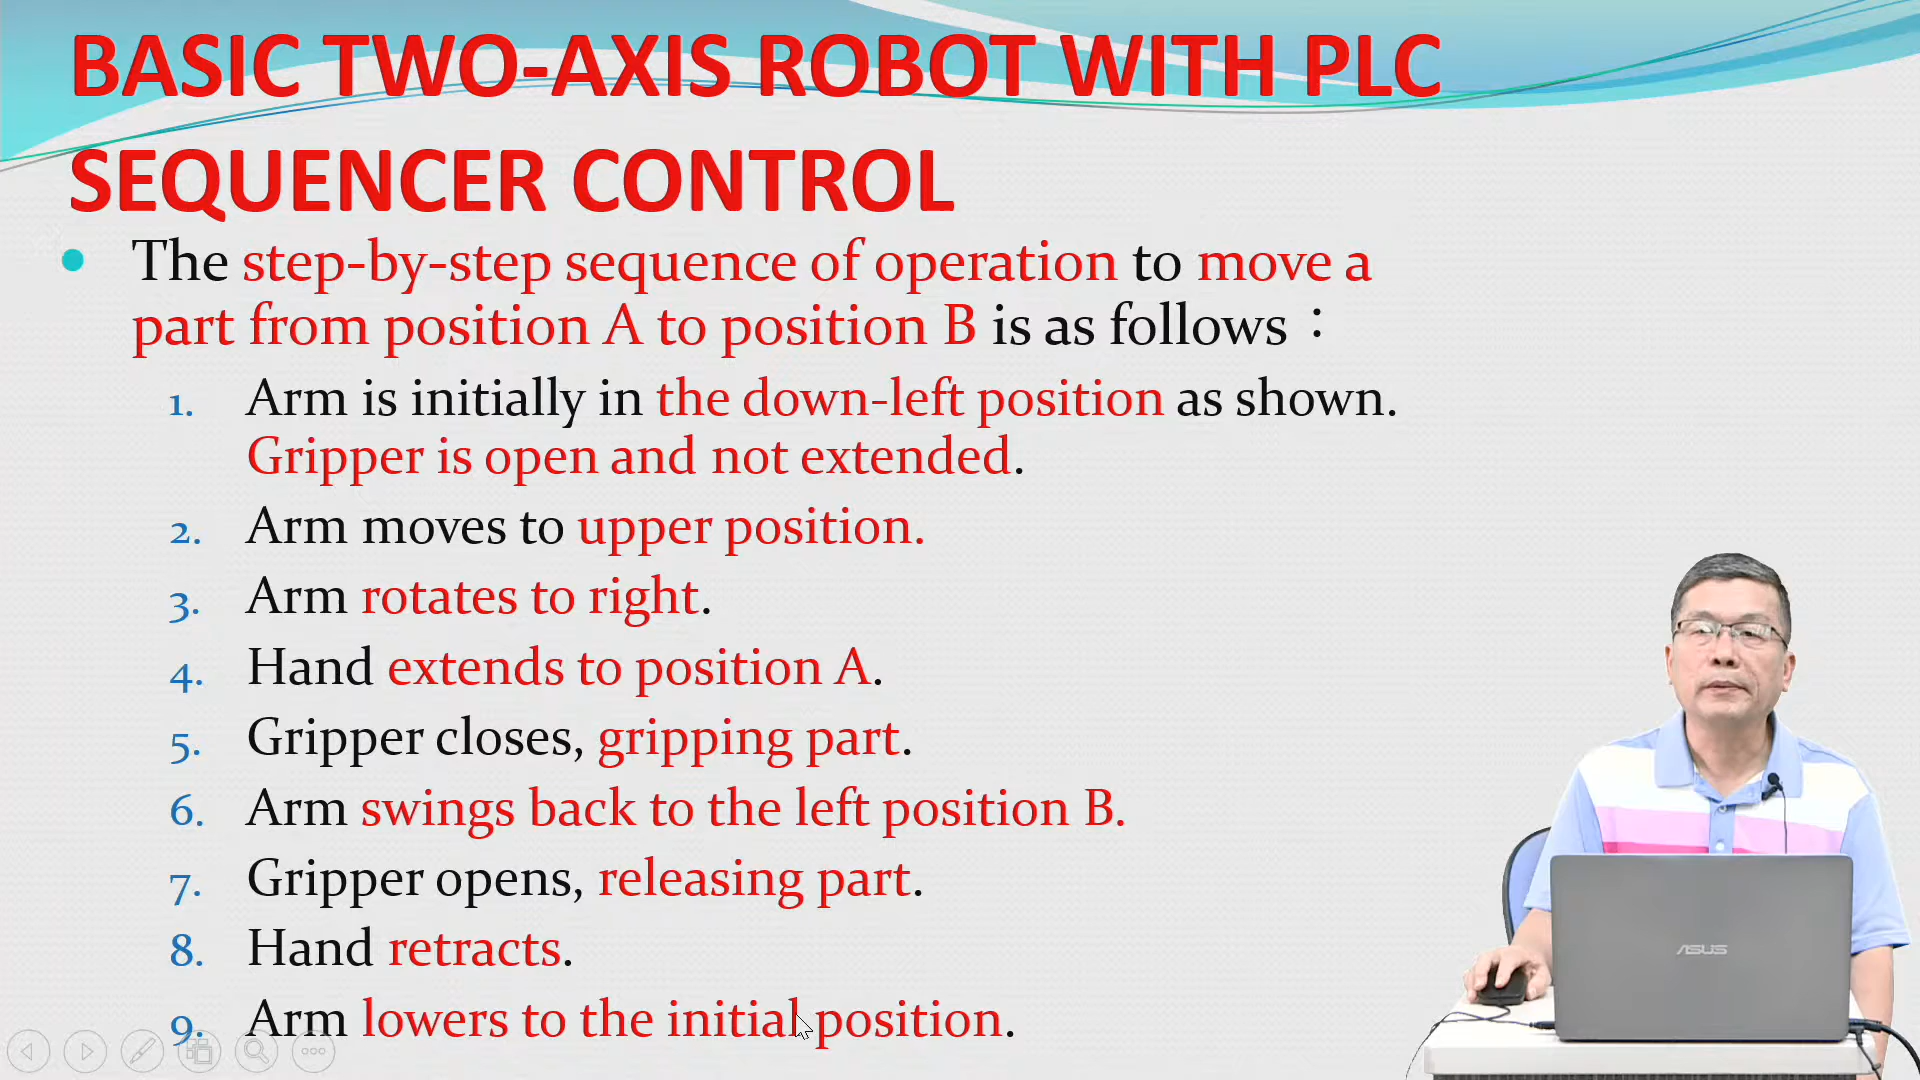 BASIC TWO-AXIS ROBOT WITH PLC
SEQUENCER CONTROL
• The step-by-step sequence of operation to move a
part from position A to position B is as follows：
1. Arm is initially in the down-left position as shown.
Gripper is open and not extended.
2. Arm moves to upper position.
3. Arm rotates to right.
4. Hand extends to position A.
5. Gripper closes, gripping part.
6. Arm swings back to the left position B.
7. Gripper opens, releasing part.
8. Hand retracts.
9. Arm lowers to the initial position.
ASUS